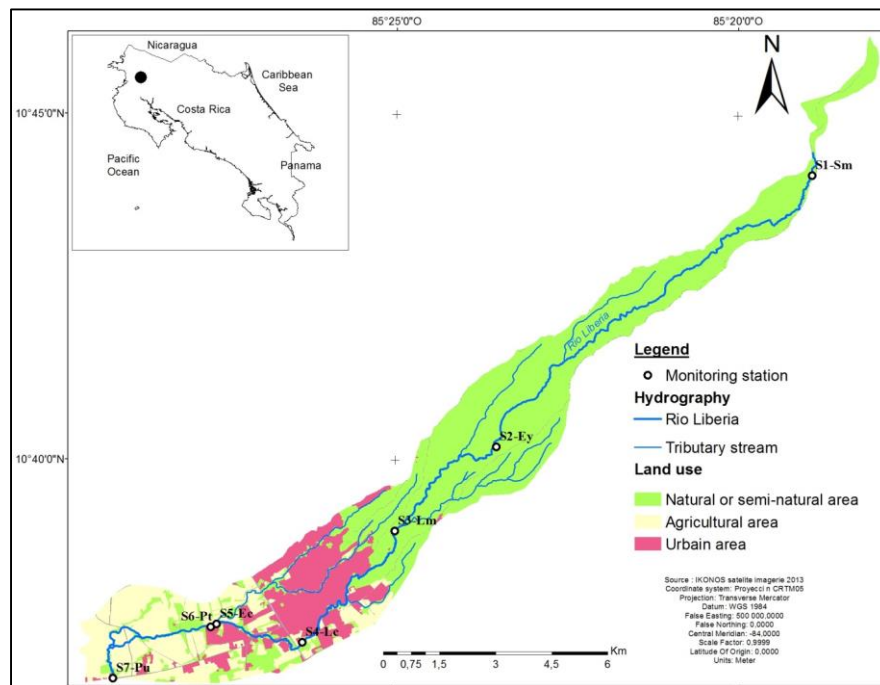 85°25'0"O
85°20'0"O
Nicaragua
Caribbean
Sea
Costa Rica
Pacific
Ocean
Panama
N
10°45'0"N
S1-Sm
Rio Liberia
Legend
Monitoring station
Hydrography
Rio Liberia
Tributary stream
Land use
Natural or semi-natural area
Agricultural area
Urbain area
S2-Ey
10°40'0"N
S3-Lm
S6-Pt
S5-Ec
S4-Lc
S7-Pu
Source : IKONOS satelite imagerie 2013
Coordinate system: Proyecci n CRTM05
Projection: Transverse Mercator
Datum: WGS 1984
False Easting: 500 000,0000
False Northing: 0,0000
Central Meridian: -84,0000
Scale Factor: 0,9999
Latitude Of Origin: 0,0000
Units: Meter
0 0,75 1,5 3 4,5 6
Km